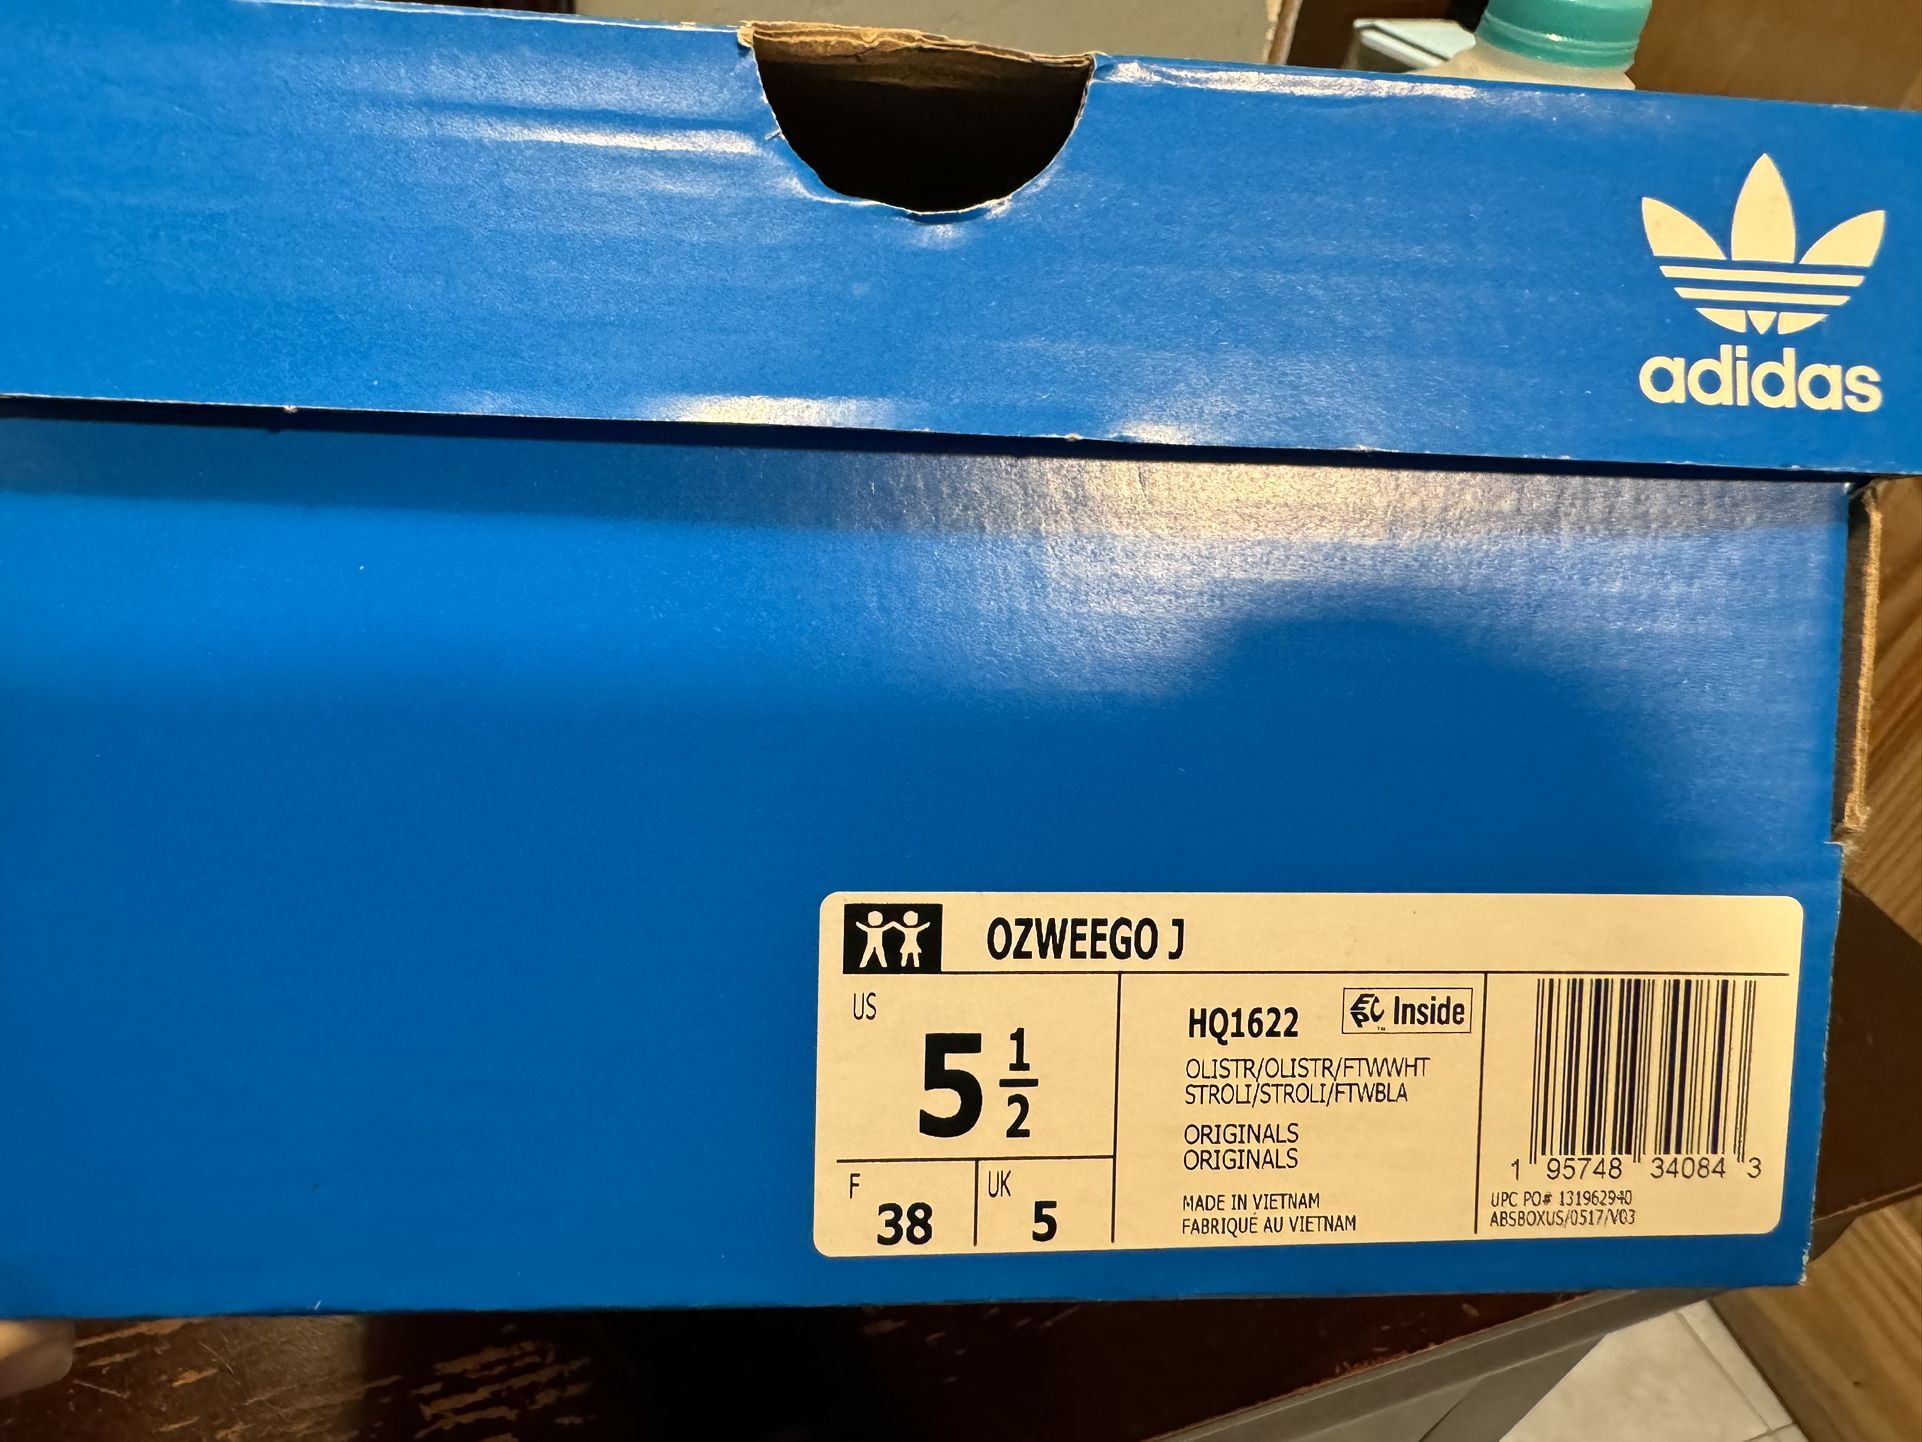 adidas
OZWEEGO J
US
5 1/2
F
38
UK
5
HQ1622
EPC Inside
OLISTR/OLISTR/FTWWHT
STROLI/STROLI/FTWBLA
ORIGINALS
ORIGINALS
MADE IN VIETNAM
FABRIQUÉ AU VIETNAM
1 95748 34084 3
UPC PO# 131962940
ABSBOXUS/0517/V03